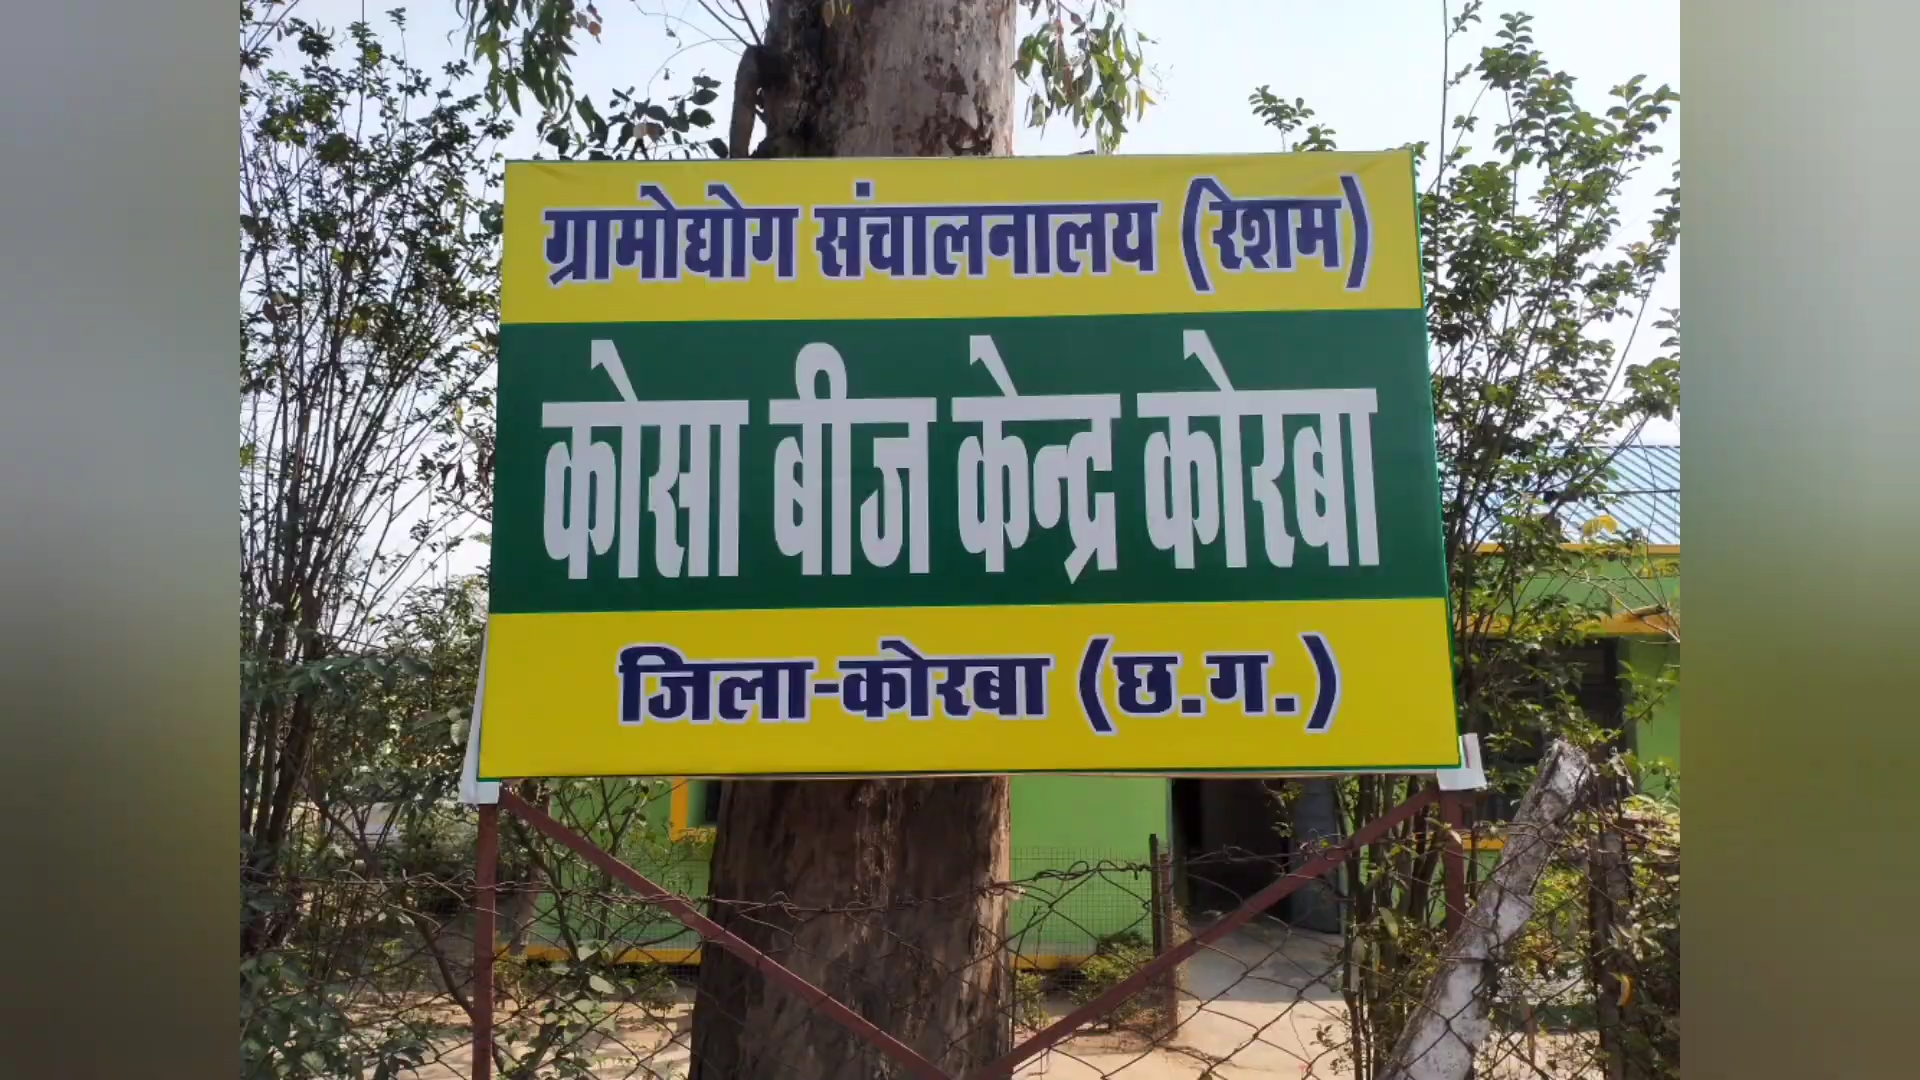 ग्रामोद्योग संचालनालय (रेशम)
कोसा बीज केन्द्र कोरबा
जिला-कोरबा (छ.ग.)